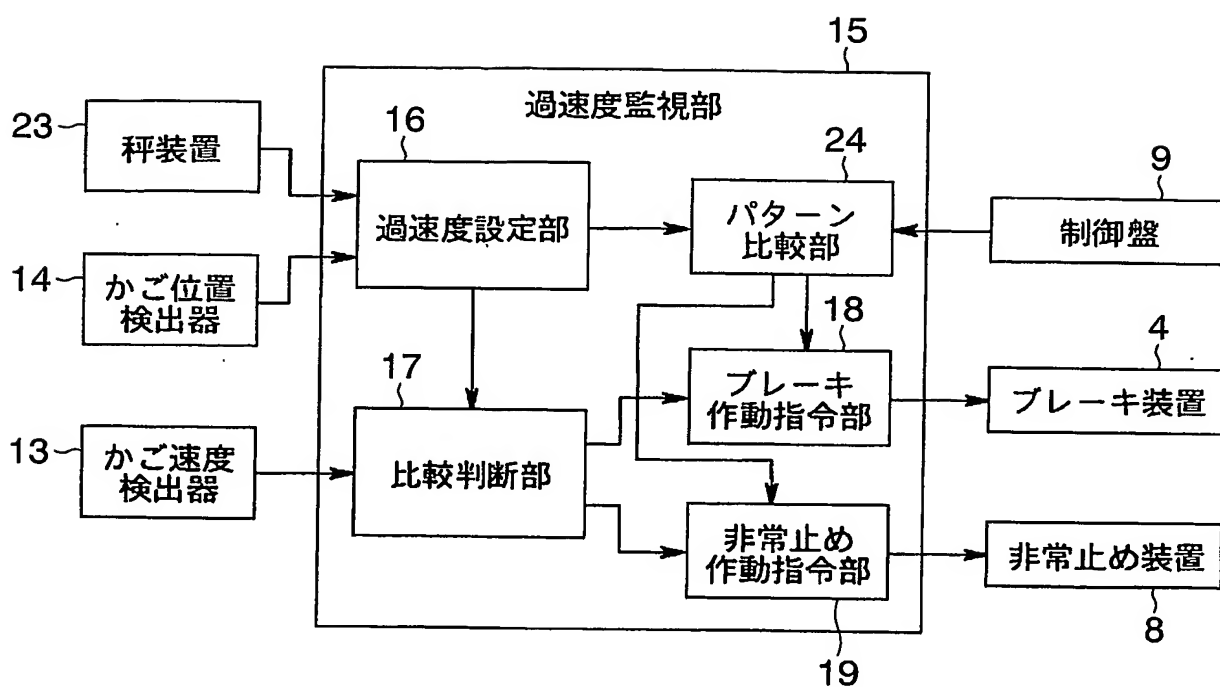 15
過速度監視部
23
秤装置
16
過速度設定部
24
パターン
比較部
9
制御盤
14
かご位置
検出器
17
比較判断部
18
ブレーキ
作動指令部
4
ブレーキ装置
13
かご速度
検出器
非常止め
作動指令部
19
非常止め装置
8